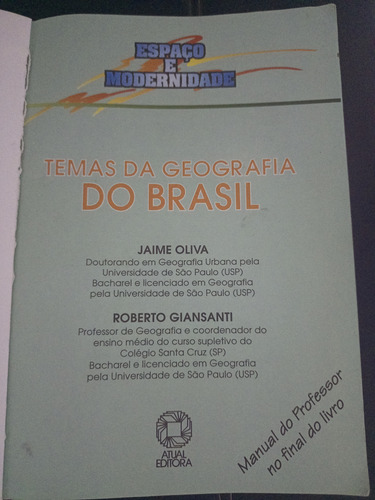 ESPAÇO
E
MODERNIDADE
TEMAS DA GEOGRAFIA
DO BRASIL
JAIME OLIVA
Doutorando em Geografia Urbana pela
Universidade de São Paulo (USP)
Bacharel e licenciado em Geografia
pela Universidade de São Paulo (USP)
ROBERTO GIANSANTI
Professor de Geografia e coordenador do
ensino médio do curso supletivo do
Colégio Santa Cruz (SP)
Bacharel e licenciado em Geografia
pela Universidade de São Paulo (USP)
ATUAL
EDITORA
Manual do Professor
no final do livro